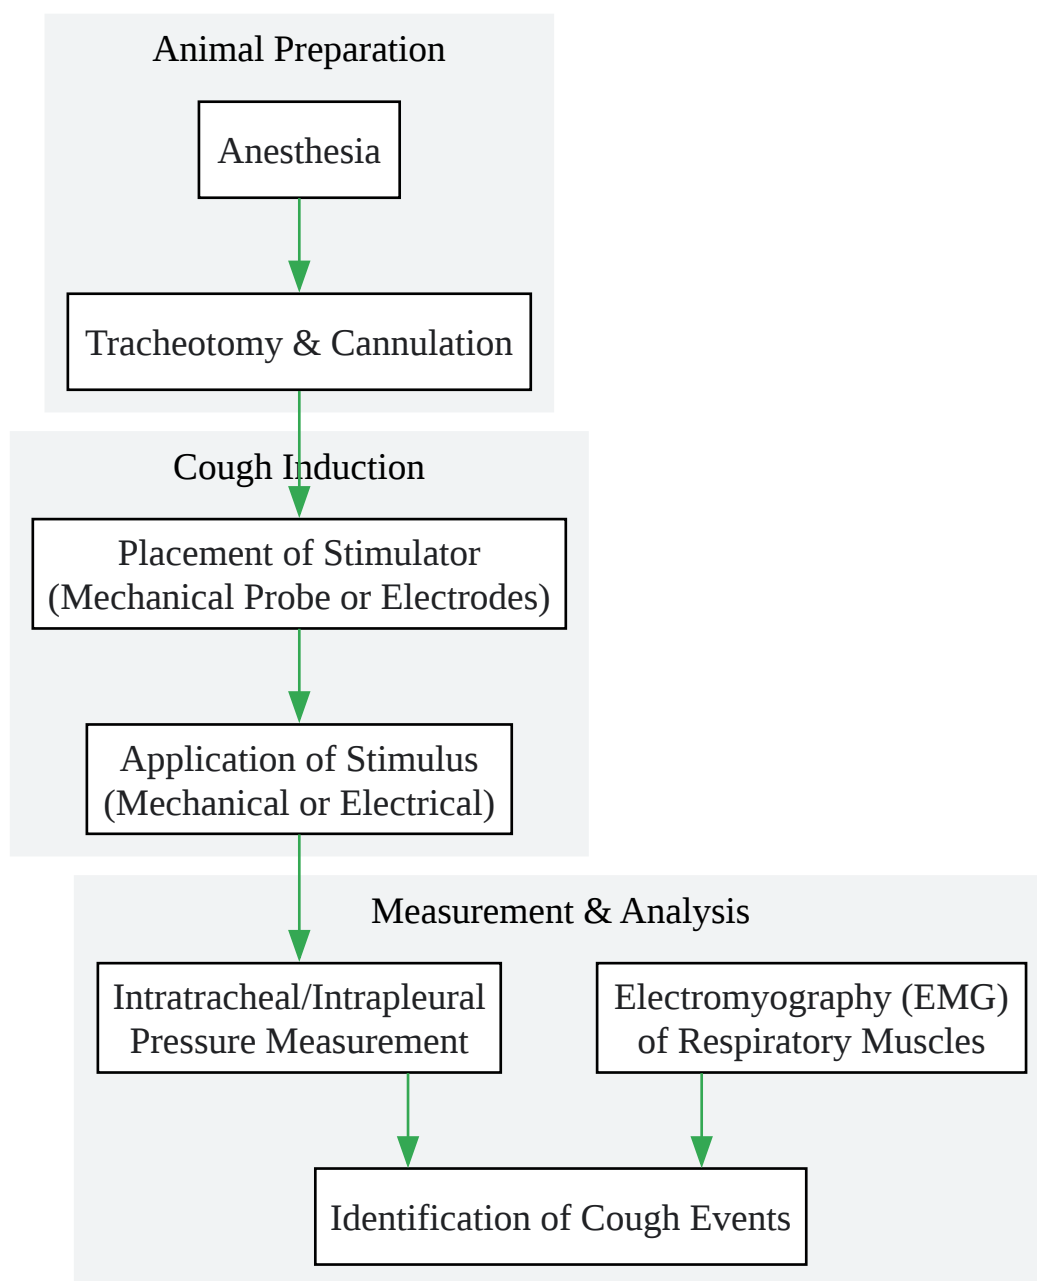 Animal Preparation
Anesthesia
Tracheotomy & Cannulation
Cough Induction
Placement of Stimulator
(Mechanical Probe or Electrodes)
Application of Stimulus
(Mechanical or Electrical)
Measurement & Analysis
Intratracheal/Intrapleural
Pressure Measurement
Electromyography (EMG)
of Respiratory Muscles
Identification of Cough Events